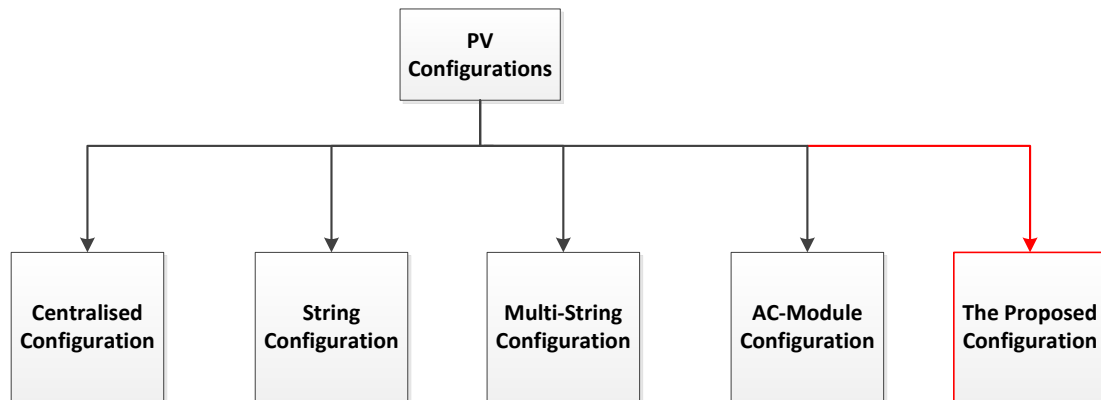 PV
Configurations
Centralised
Configuration
String
Configuration
Multi-String
Configuration
AC-Module
Configuration
The Proposed
Configuration